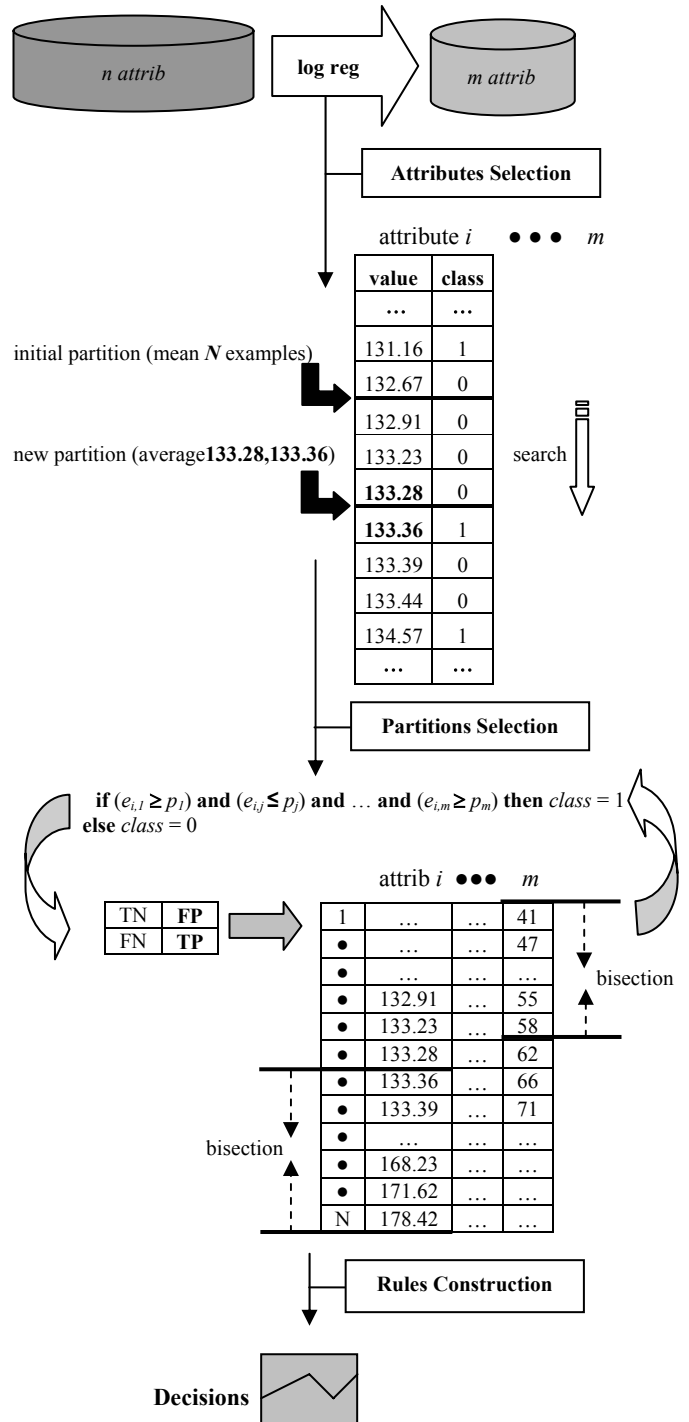 n attrib
log reg
m attrib
Attributes Selection
attribute i ● ● ● m
value class
... ...
131.16 1
initial partition (mean N examples)
132.67 0
132.91 0
133.23 0
new partition (average133.28,133.36)
search
133.28 0
133.36 1
133.39 0
133.44 0
134.57 1
... ...
Partitions Selection
if (e_{i,1} ≥ p_1) and (e_{i,j} ≤ p_j) and … and (e_{i,m} ≥ p_m) then class = 1
else class = 0
attrib i ●●● m
TN FP
FN TP
1 … … 41
● … … 47
● … … …
bisection
● 132.91 … 55
● 133.23 … 58
● 133.28 … 62
● 133.36 … 66
● 133.39 … 71
bisection
● … … …
● 168.23 … …
● 171.62 … …
N 178.42 … …
Rules Construction
Decisions